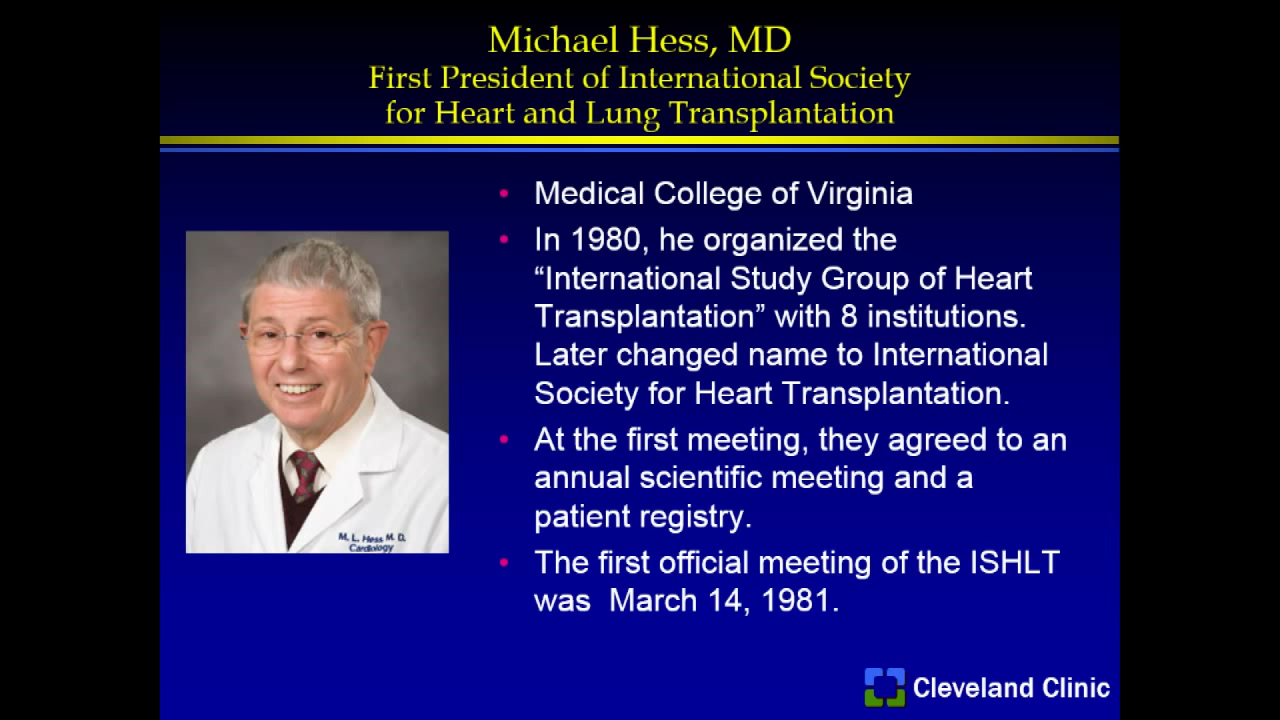 Michael Hess, MD
First President of International Society
for Heart and Lung Transplantation
• Medical College of Virginia
• In 1980, he organized the
“International Study Group of Heart
Transplantation” with 8 institutions.
Later changed name to International
Society for Heart Transplantation.
• At the first meeting, they agreed to an
annual scientific meeting and a
patient registry.
• The first official meeting of the ISHLT
was  March 14, 1981.
M. L. Hess M. D.
Cardiology
Cleveland Clinic